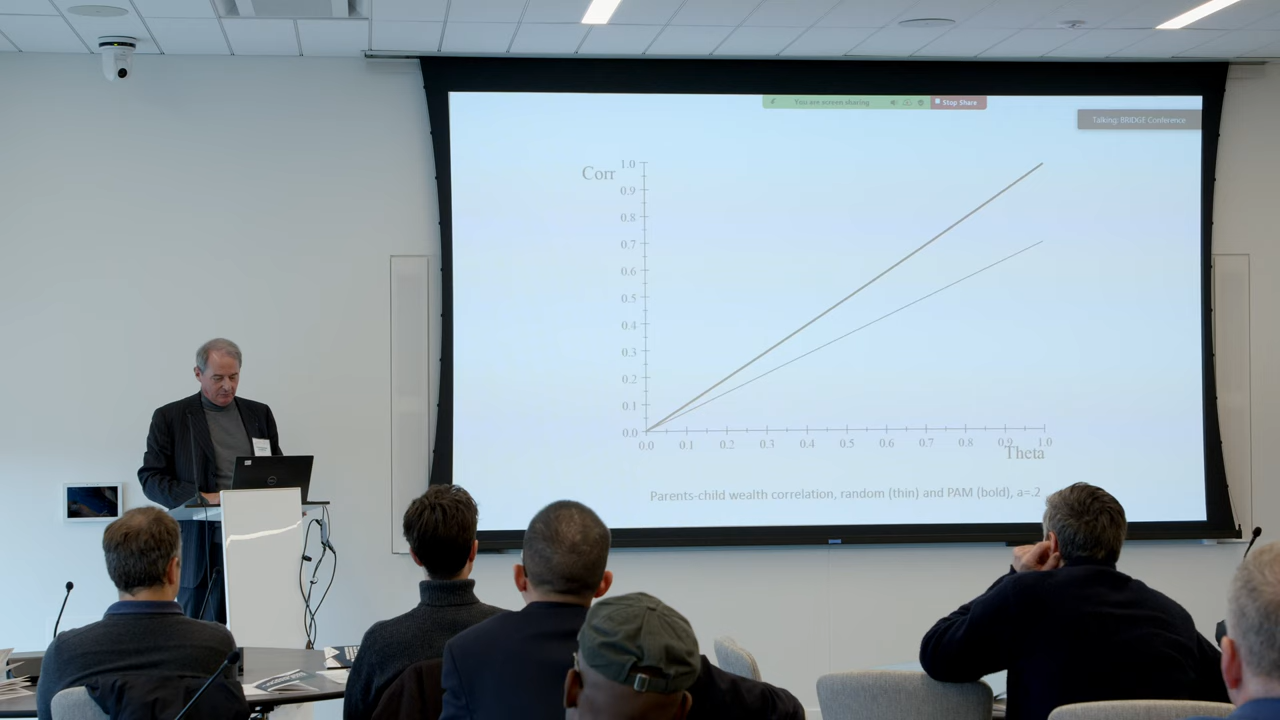 You are screen sharing
Stop Share
Talking: BRIDGE Conference
Corr
1.0
0.9
0.8
0.7
0.6
0.5
0.4
0.3
0.2
0.1
0.0
0.0 0.1 0.2 0.3 0.4 0.5 0.6 0.7 0.8 0.9 1.0
Theta
Parents-child wealth correlation, random (thin) and PAM (bold), a=.2
DELL